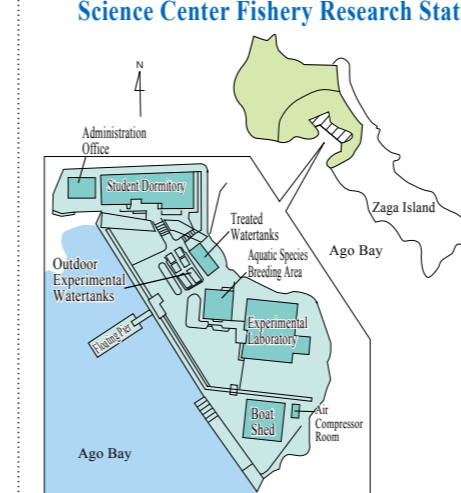 Science Center Fishery Research Stat
N
Administration
Office
Student Dormitory
Zaga Island
Treated
Watertanks
Ago Bay
Aquatic Species
Breeding Area
Outdoor
Experimental
Watertanks
Experimental
Laboratory
Floating Pier
Boat
Shed
Air
Compressor
Room
Ago Bay